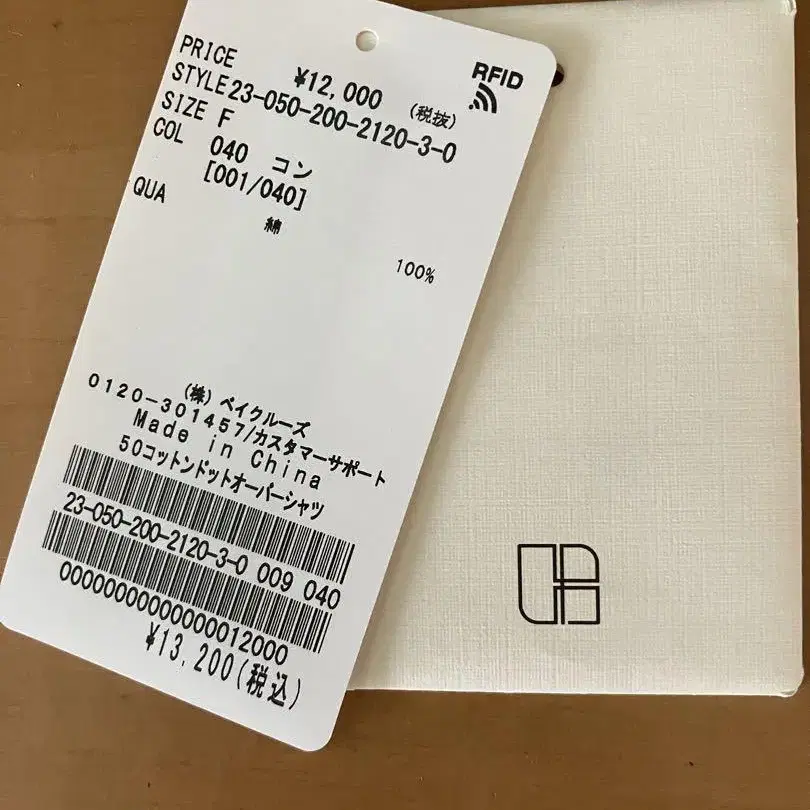 PRICE ¥12,000 (税抜)
RFID
STYLE 23-050-200-2120-3-0
SIZE F
COL 040 コン
[001/040]
QUA
綿 100%
(株) ベイクルーズ
0120-301457/カスタマーサポート
Made in China
50コットンドットオーバーシャツ
23-050-200-2120-3-0 009 040
0000000000000012000
¥13,200(税込)